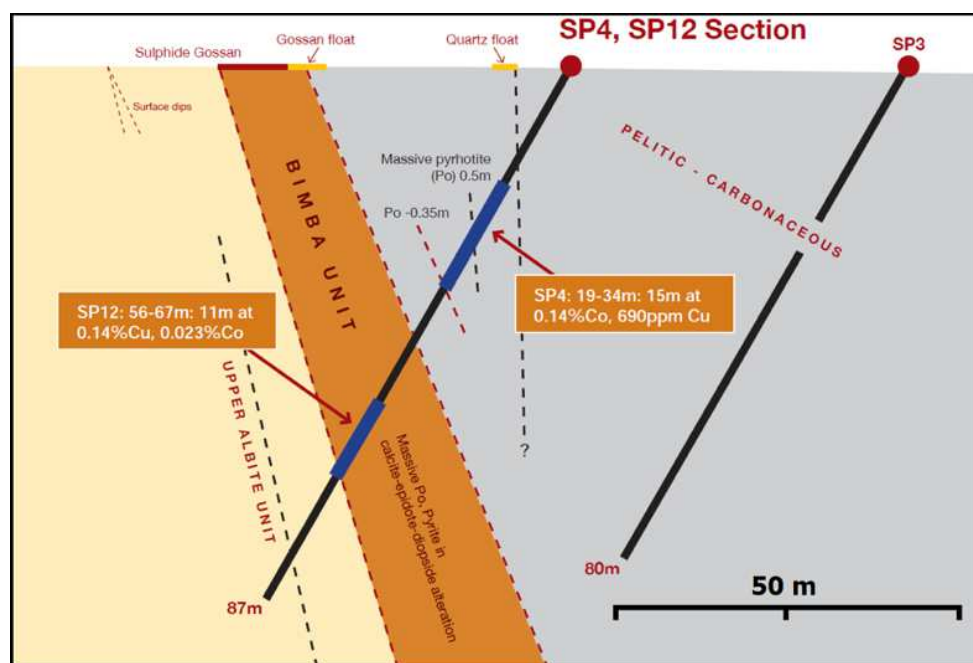 SP4, SP12 Section
SP3
Sulphide Gossan
Gossan float
Quartz float
Surface dips
Massive pyrhotite
(Po) 0.5m
Po -0.35m
PELITIC - CARBONACEOUS
BIMBA UNIT
SP4: 19-34m: 15m at
0.14%Co, 690ppm Cu
SP12: 56-67m: 11m at
0.14%Cu, 0.023%Co
UPPER ALBITE UNIT
Massive Po, Pyrite in
calcite-epidote-diopside alteration
?
87m
80m
50 m